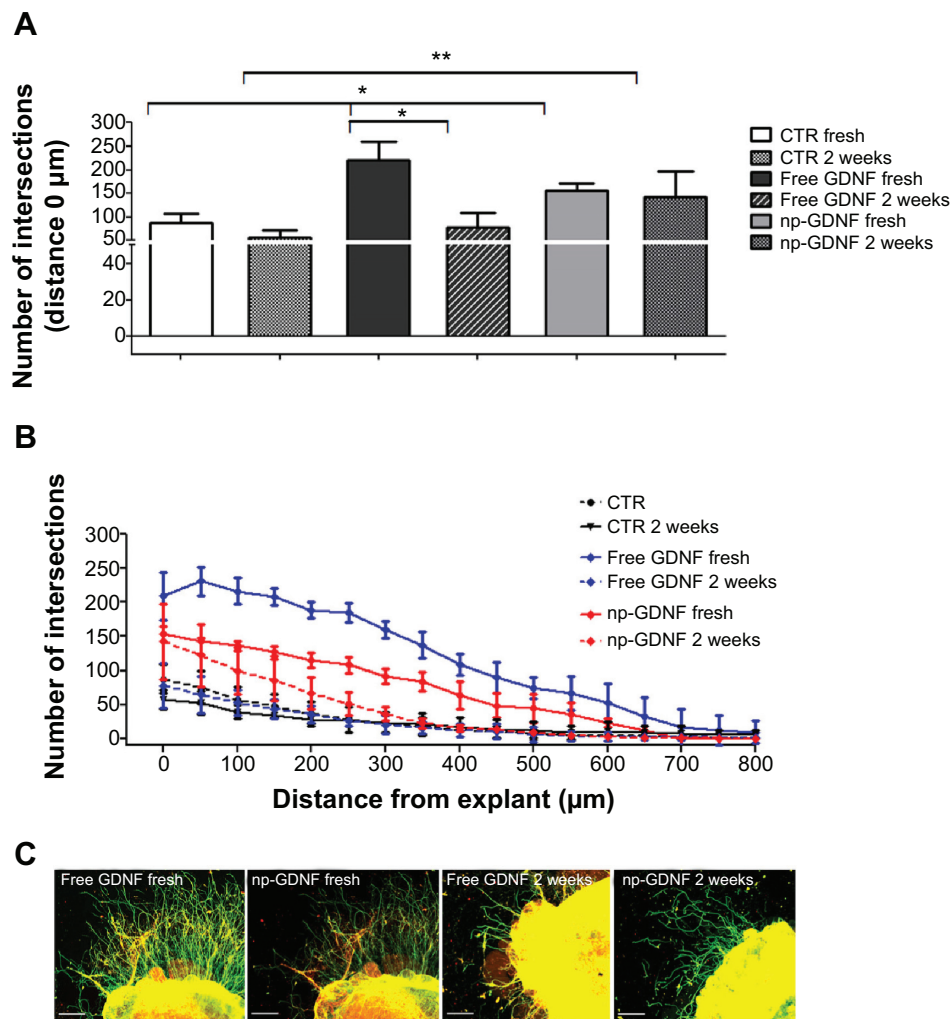 A
**
*
*
300
250
200
150
100
50
40
20
0
Number of intersections
(distance 0 µm)
CTR fresh
CTR 2 weeks
Free GDNF fresh
Free GDNF 2 weeks
np-GDNF fresh
np-GDNF 2 weeks
B
300
250
200
150
100
50
0
Number of intersections
0 100 200 300 400 500 600 700 800
Distance from explant (µm)
CTR
CTR 2 weeks
Free GDNF fresh
Free GDNF 2 weeks
np-GDNF fresh
np-GDNF 2 weeks
C
Free GDNF fresh
np-GDNF fresh
Free GDNF 2 weeks
np-GDNF 2 weeks